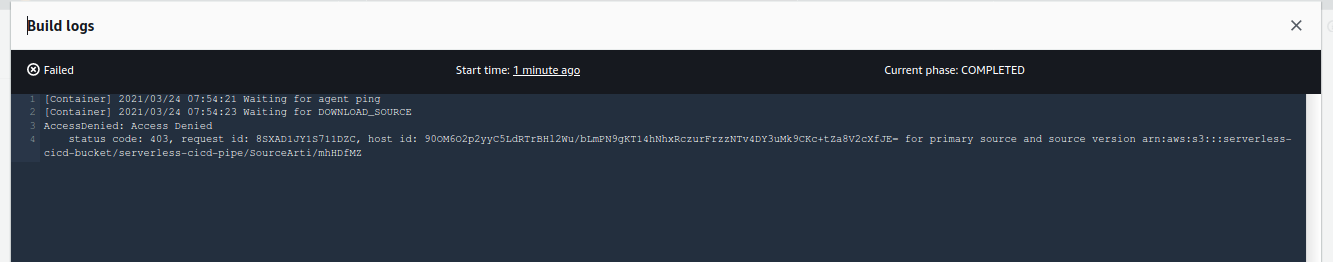 Build logs
Failed
Start time: 1 minute ago
Current phase: COMPLETED
1 [Container] 2021/03/24 07:54:21 Waiting for agent ping
2 [Container] 2021/03/24 07:54:23 Waiting for DOWNLOAD_SOURCE
3 AccessDenied: Access Denied
4 status code: 403, request id: 8SXAD1JY1S711DZC, host id: 90OM6O2p2yyC5LdRTrBHl2Wu/bLmPN9gKT14hNhxRczurFrzzNTv4DY3uMk9CKc+tZa8V2cXfJE= for primary source and source version arn:aws:s3:::serverless-
cicd-bucket/serverless-cicd-pipe/SourceArti/mhHDfMZ